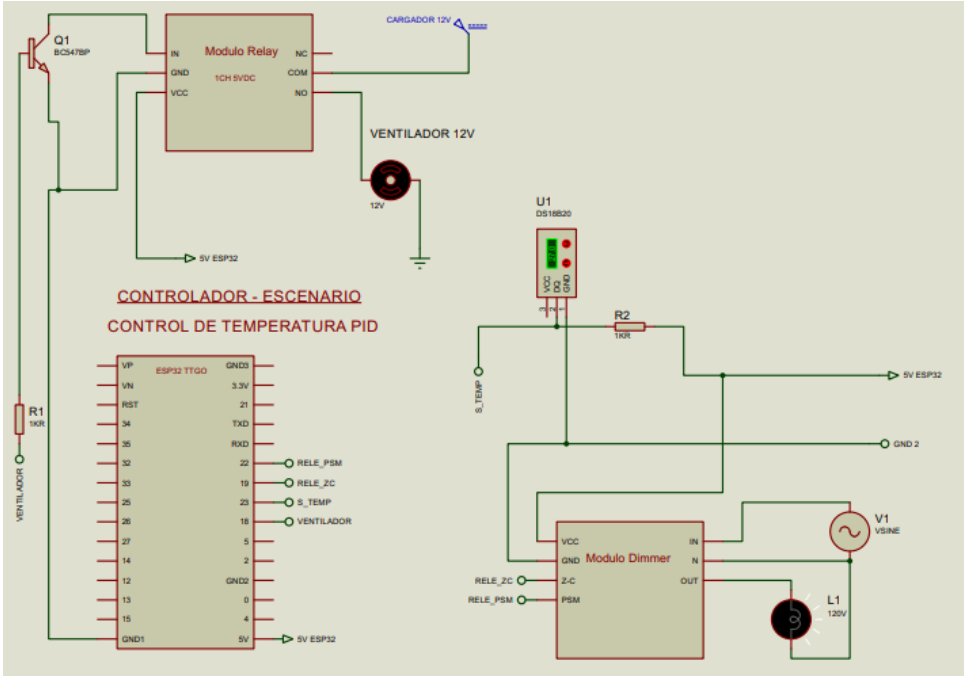 CARGADOR 12V
Q1
BC547BP
Modulo Relay
1CH 5VDC
IN
GND
VCC
NC
COM
NO
VENTILADOR 12V
12V
5V ESP32
U1
DS18B20
VCC
DQ
GND
3
2
1
CONTROLADOR - ESCENARIO
CONTROL DE TEMPERATURA PID
R2
1KR
S_TEMP
5V ESP32
GND 2
R1
1KR
VENTILADOR
ESP32 TTGO
VP
VN
RST
34
35
32
33
25
26
27
14
12
13
15
GND1
GND3
3.3V
21
TXD
RXD
22
19
23
18
5
2
GND2
0
4
5V
RELE_PSM
RELE_ZC
S_TEMP
VENTILADOR
5V ESP32
Modulo Dimmer
VCC
GND
Z-C
PSM
IN
N
OUT
RELE_ZC
RELE_PSM
V1
VSINE
L1
120V